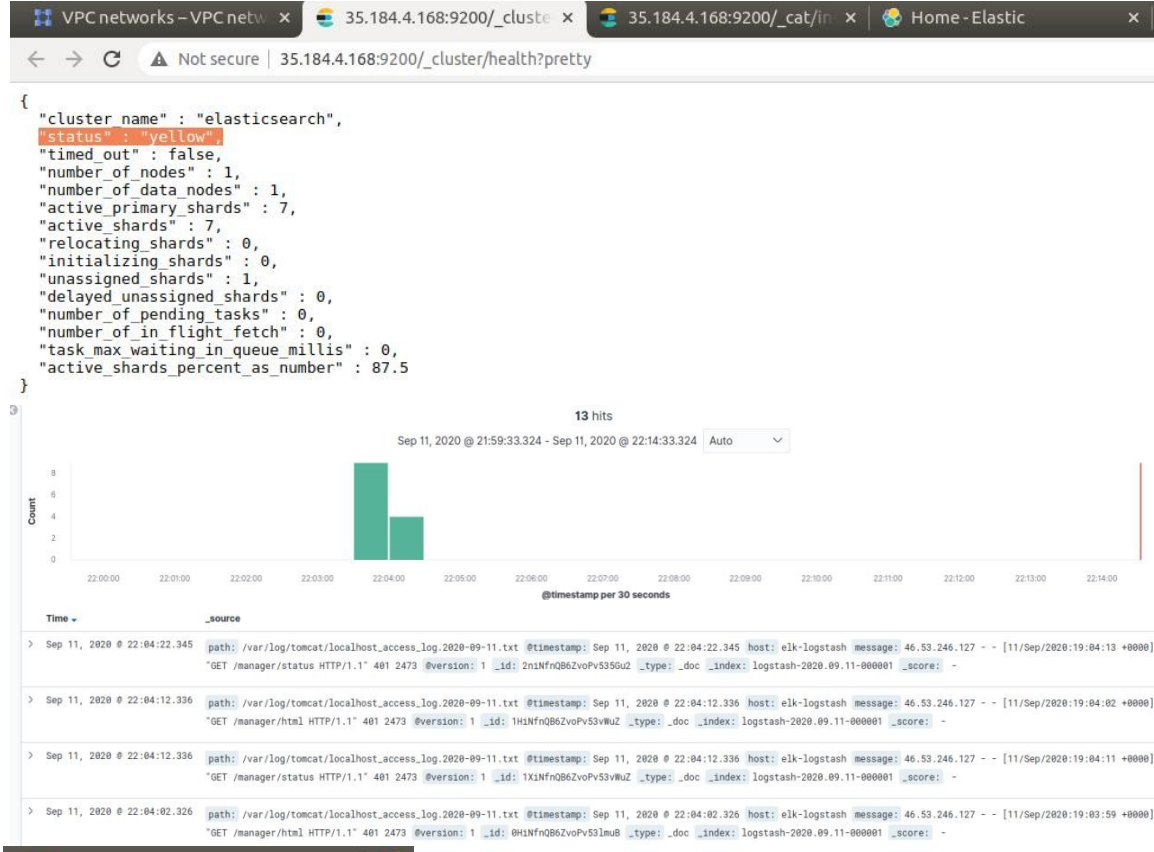 VPC networks – VPC netw
35.184.4.168:9200/_cluste
35.184.4.168:9200/_cat/in
Home - Elastic
Not secure | 35.184.4.168:9200/_cluster/health?pretty
{
"cluster_name" : "elasticsearch",
"status" : "yellow",
"timed_out" : false,
"number_of_nodes" : 1,
"number_of_data_nodes" : 1,
"active_primary_shards" : 7,
"active_shards" : 7,
"relocating_shards" : 0,
"initializing_shards" : 0,
"unassigned_shards" : 1,
"delayed_unassigned_shards" : 0,
"number_of_pending_tasks" : 0,
"number_of_in_flight_fetch" : 0,
"task_max_waiting_in_queue_millis" : 0,
"active_shards_percent_as_number" : 87.5
}
13 hits
Sep 11, 2020 @ 21:59:33.324 - Sep 11, 2020 @ 22:14:33.324 Auto
Count
8
6
4
2
0
22:00:00 22:01:00 22:02:00 22:03:00 22:04:00 22:05:00 22:06:00 22:07:00 22:08:00 22:09:00 22:10:00 22:11:00 22:12:00 22:13:00 22:14:00
@timestamp per 30 seconds
Time _source
Sep 11, 2020 @ 22:04:22.345 path: /var/log/tomcat/localhost_access_log.2020-09-11.txt @timestamp: Sep 11, 2020 @ 22:04:22.345 host: elk-logstash message: 46.53.246.127 - - [11/Sep/2020:19:04:13 +0000]
"GET /manager/status HTTP/1.1" 401 2473 @version: 1 _id: 2niNfnQB6ZvoPv535Gu2 _type: _doc _index: logstash-2020.09.11-000001 _score: -
Sep 11, 2020 @ 22:04:12.336 path: /var/log/tomcat/localhost_access_log.2020-09-11.txt @timestamp: Sep 11, 2020 @ 22:04:12.336 host: elk-logstash message: 46.53.246.127 - - [11/Sep/2020:19:04:02 +0000]
"GET /manager/html HTTP/1.1" 401 2473 @version: 1 _id: 1HiNfnQB6ZvoPv53vWuZ _type: _doc _index: logstash-2020.09.11-000001 _score: -
Sep 11, 2020 @ 22:04:12.336 path: /var/log/tomcat/localhost_access_log.2020-09-11.txt @timestamp: Sep 11, 2020 @ 22:04:12.336 host: elk-logstash message: 46.53.246.127 - - [11/Sep/2020:19:04:11 +0000]
"GET /manager/status HTTP/1.1" 401 2473 @version: 1 _id: 1XiNfnQB6ZvoPv53vWuZ _type: _doc _index: logstash-2020.09.11-000001 _score: -
Sep 11, 2020 @ 22:04:02.326 path: /var/log/tomcat/localhost_access_log.2020-09-11.txt @timestamp: Sep 11, 2020 @ 22:04:02.326 host: elk-logstash message: 46.53.246.127 - - [11/Sep/2020:19:03:59 +0000]
"GET /manager/html HTTP/1.1" 401 2473 @version: 1 _id: 0HiNfnQB6ZvoPv53lmuB _type: _doc _index: logstash-2020.09.11-000001 _score: -